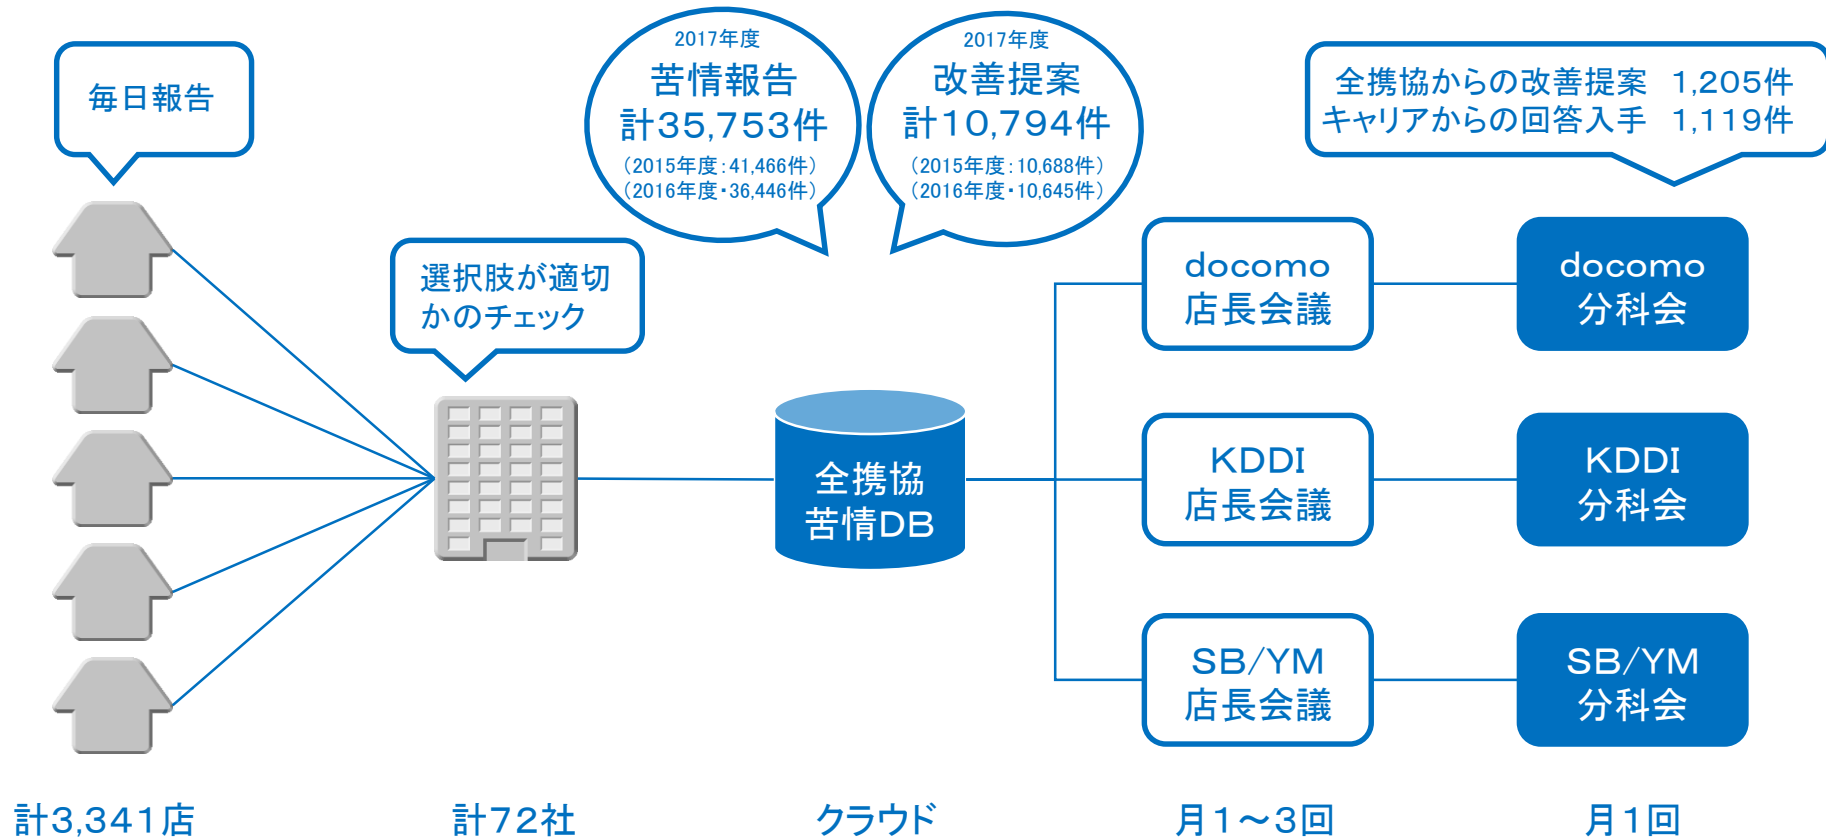 毎日報告
2017年度
苦情報告
計35,753件
（2015年度：41,466件）
（2016年度・36,446件）
2017年度
改善提案
計10,794件
（2015年度：10,688件）
（2016年度・10,645件）
全携協からの改善提案　1,205件
キャリアからの回答入手　1,119件
選択肢が適切
かのチェック
全携協
苦情DB
docomo
店長会議
docomo
分科会
KDDI
店長会議
KDDI
分科会
SB/YM
店長会議
SB/YM
分科会
計3,341店
計72社
クラウド
月1～3回
月1回